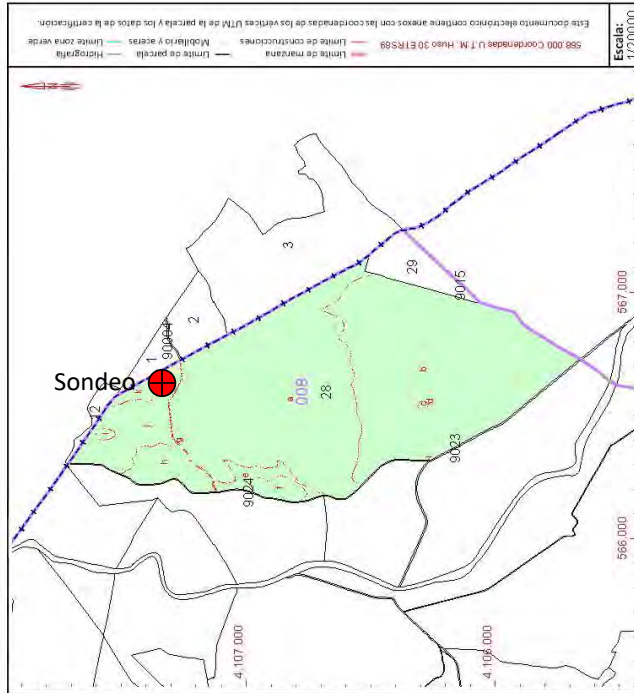 Este documento electrónico contiene anexos con las coordenadas de los vértices UTM de la parcela y los datos de la certificación.
568.000 Coordenadas U.T.M. Huso 30 ETRS89
Límite de manzana
Límite de parcela
Límite de construcciones
Mobiliario y aceras
Límite zona verde
Hidrografía
Escala:
Sondeo
12
1
90004
2
3
29
9015
008
28
a
b
c
d
e
f
g
h
i
9024
9023
4,107,000
4,106,000
567,000
566,000